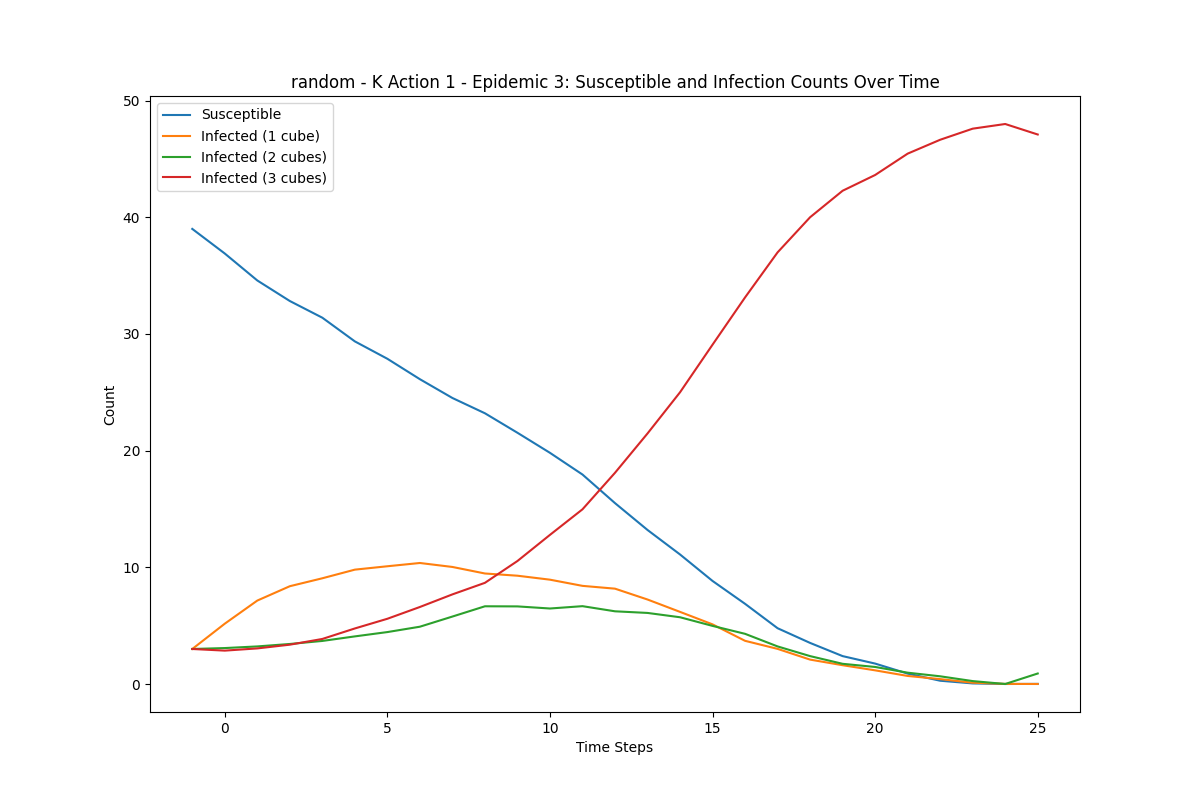 random - K Action 1 - Epidemic 3: Susceptible and Infection Counts Over Time
50
40
30
20
10
0
Count
Susceptible
Infected (1 cube)
Infected (2 cubes)
Infected (3 cubes)
0 5 10 15 20 25
Time Steps